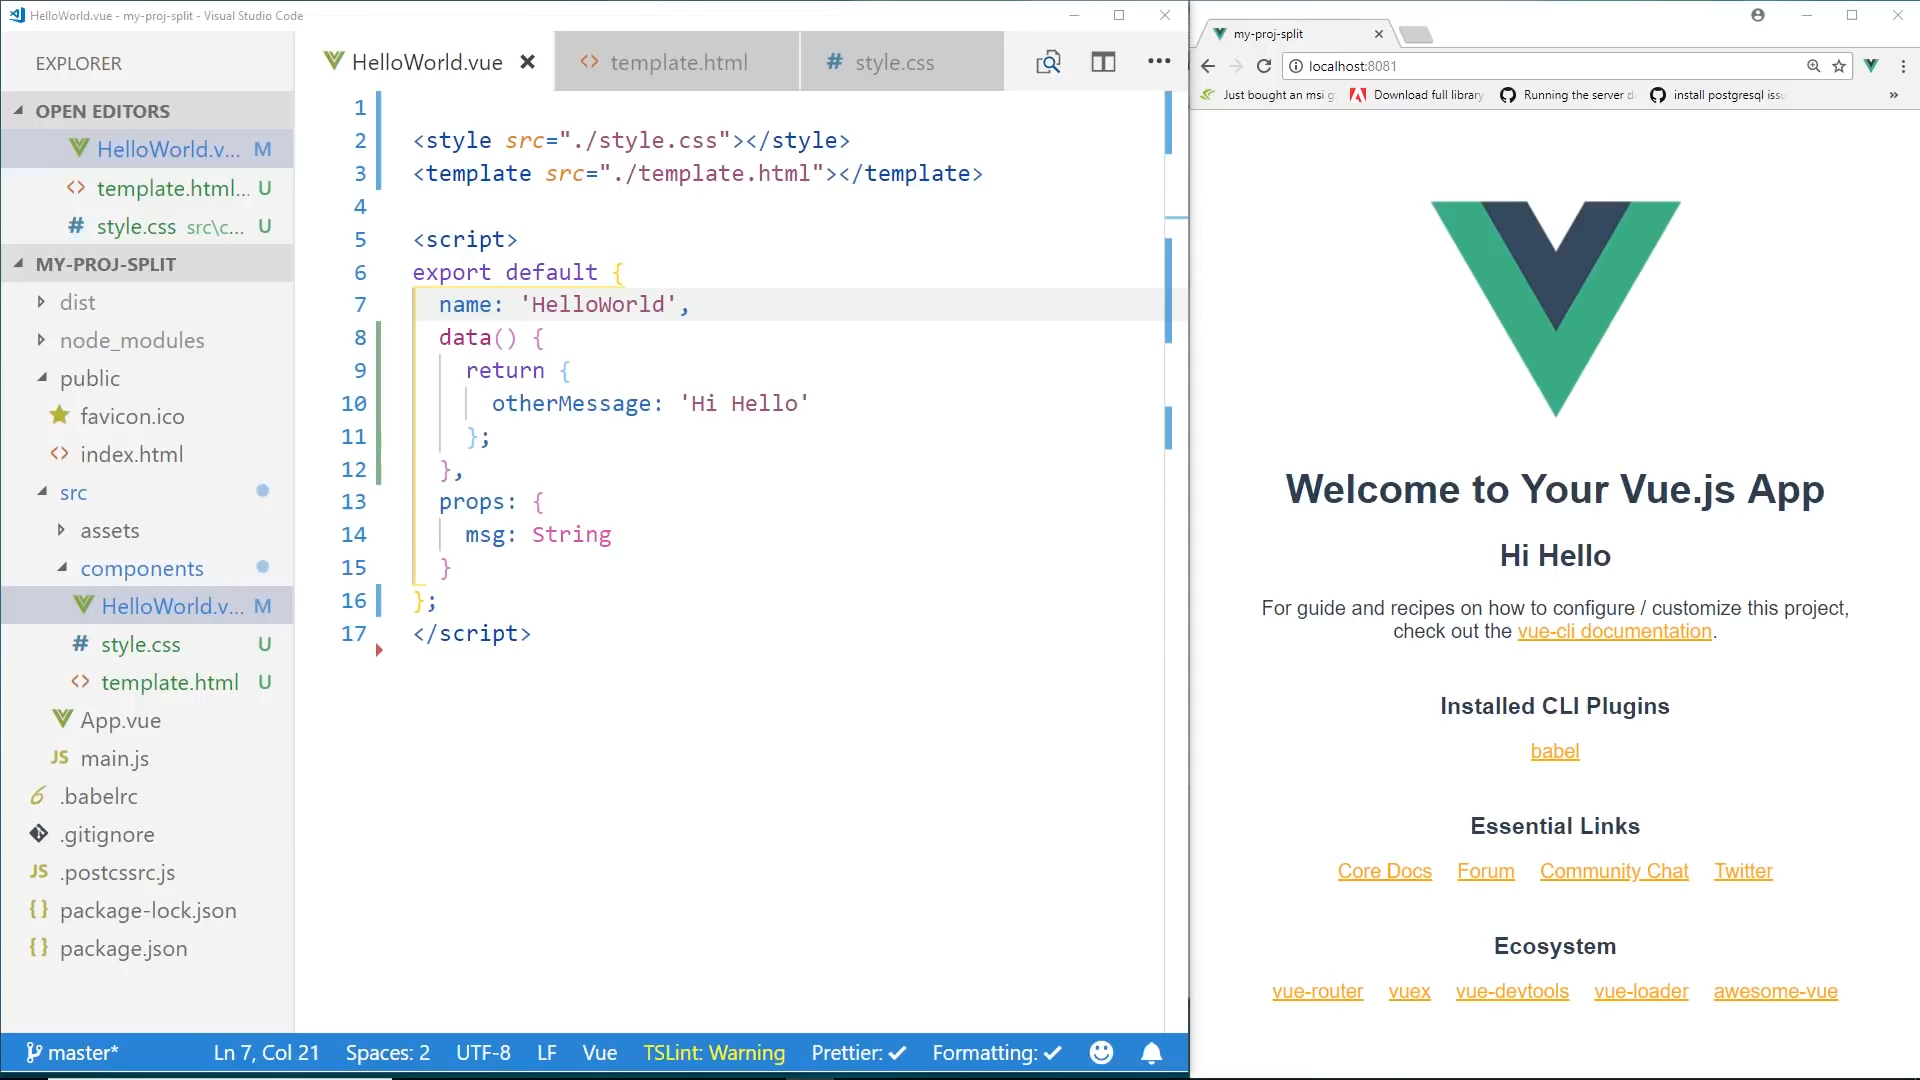 HelloWorld.vue - my-proj-split - Visual Studio Code
EXPLORER
OPEN EDITORS
HelloWorld.v... M
template.html... U
style.css src\c... U
MY-PROJ-SPLIT
dist
node_modules
public
favicon.ico
index.html
src
assets
components
HelloWorld.v... M
style.css U
template.html U
App.vue
main.js
.babelrc
.gitignore
.postcssrc.js
package-lock.json
package.json
HelloWorld.vue
template.html
style.css
1
2 <style src="./style.css"></style>
3 <template src="./template.html"></template>
4
5 <script>
6 export default {
7 name: 'HelloWorld',
8 data() {
9 return {
10 otherMessage: 'Hi Hello'
11 };
12 },
13 props: {
14 msg: String
15 }
16 };
17 </script>
master*
Ln 7, Col 21
Spaces: 2
UTF-8
LF
Vue
TSLint: Warning
Prettier: ✓
Formatting: ✓
my-proj-split
localhost:8081
Just bought an msi
Download full library
Running the server
install postgresql
»
Welcome to Your Vue.js App
Hi Hello
For guide and recipes on how to configure / customize this project,
check out the vue-cli documentation.
Installed CLI Plugins
babel
Essential Links
Core Docs Forum Community Chat Twitter
Ecosystem
vue-router vuex vue-devtools vue-loader awesome-vue